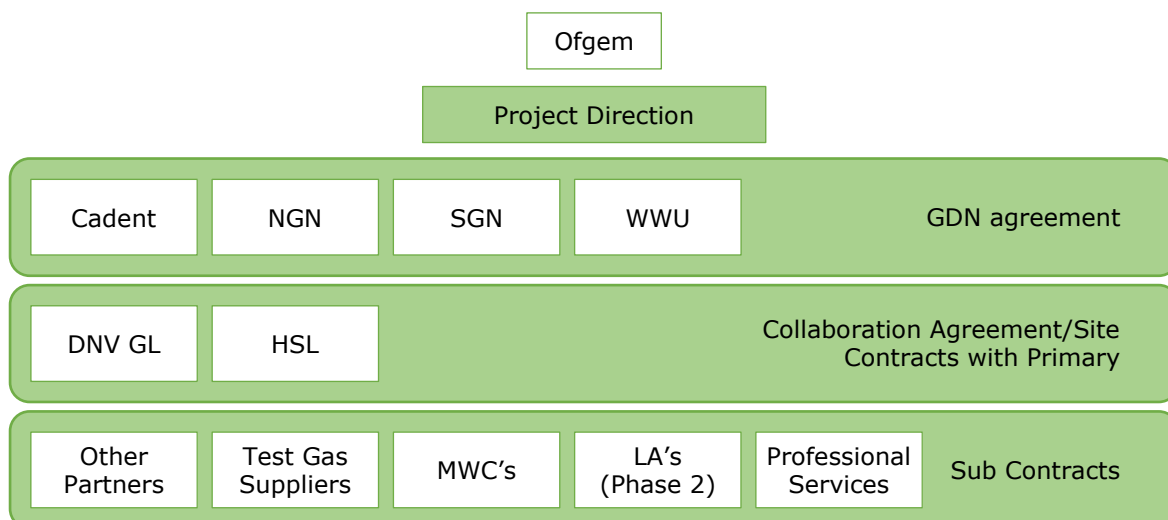 Ofgem
Project Direction
Cadent
NGN
SGN
WWU
GDN agreement
DNV GL
HSL
Collaboration Agreement/Site
Contracts with Primary
Other
Partners
Test Gas
Suppliers
MWC's
LA's
(Phase 2)
Professional
Services
Sub Contracts